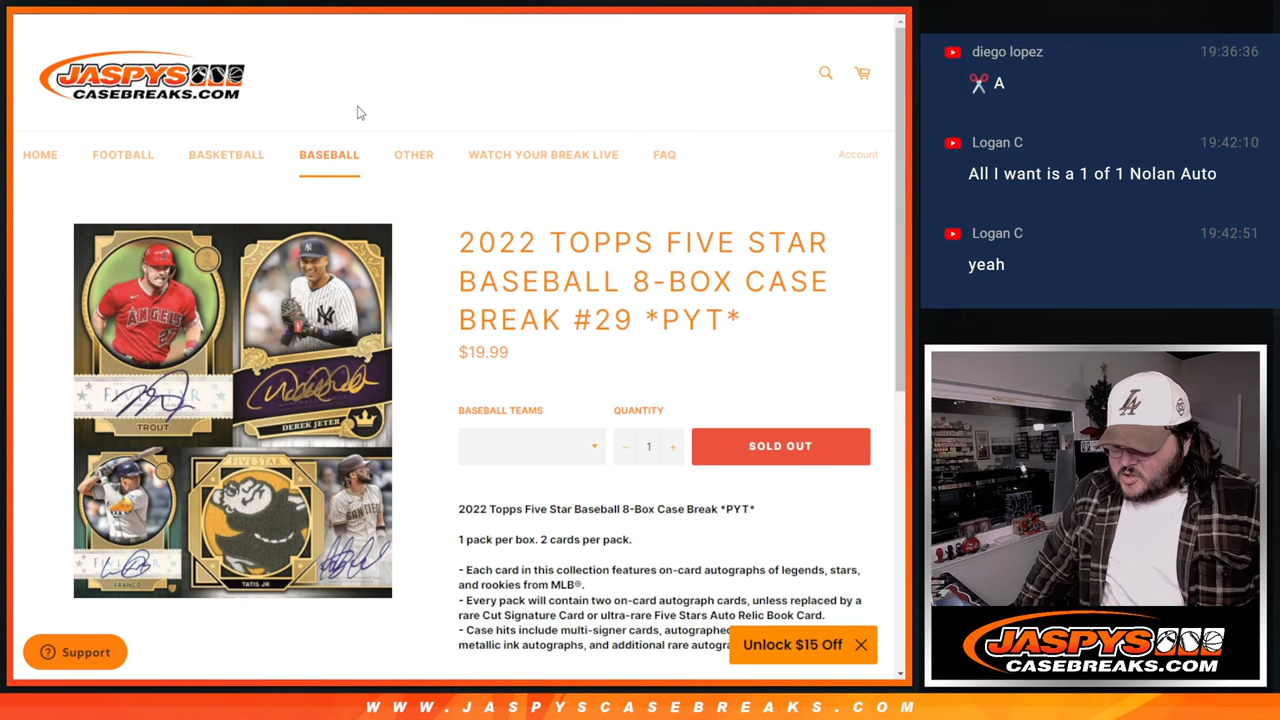 JASPYS
CASEBREAKS.COM
HOME FOOTBALL BASKETBALL BASEBALL OTHER WATCH YOUR BREAK LIVE FAQ Account
2022 TOPPS FIVE STAR
BASEBALL 8-BOX CASE
BREAK #29 *PYT*
$19.99
BASEBALL TEAMS QUANTITY
− 1 + SOLD OUT
2022 Topps Five Star Baseball 8-Box Case Break *PYT*
1 pack per box. 2 cards per pack.
- Each card in this collection features on-card autographs of legends, stars,
and rookies from MLB®.
- Every pack will contain two on-card autograph cards, unless replaced by a
rare Cut Signature Card or ultra-rare Five Stars Auto Relic Book Card.
- Case hits include multi-signer cards, autographed
metallic ink autographs, and additional rare autogra
Unlock $15 Off
Support
ANGELS
27
FIVE STAR
TROUT
DEREK JETER
FRANCO
FIVE STAR
TATIS JR.
SAN DIEGO
diego lopez 19:36:36
✂️ A
Logan C 19:42:10
All I want is a 1 of 1 Nolan Auto
Logan C 19:42:51
yeah
LA
JASPYS
CASEBREAKS.COM
WWW.JASPYSCASEBREAKS.COM